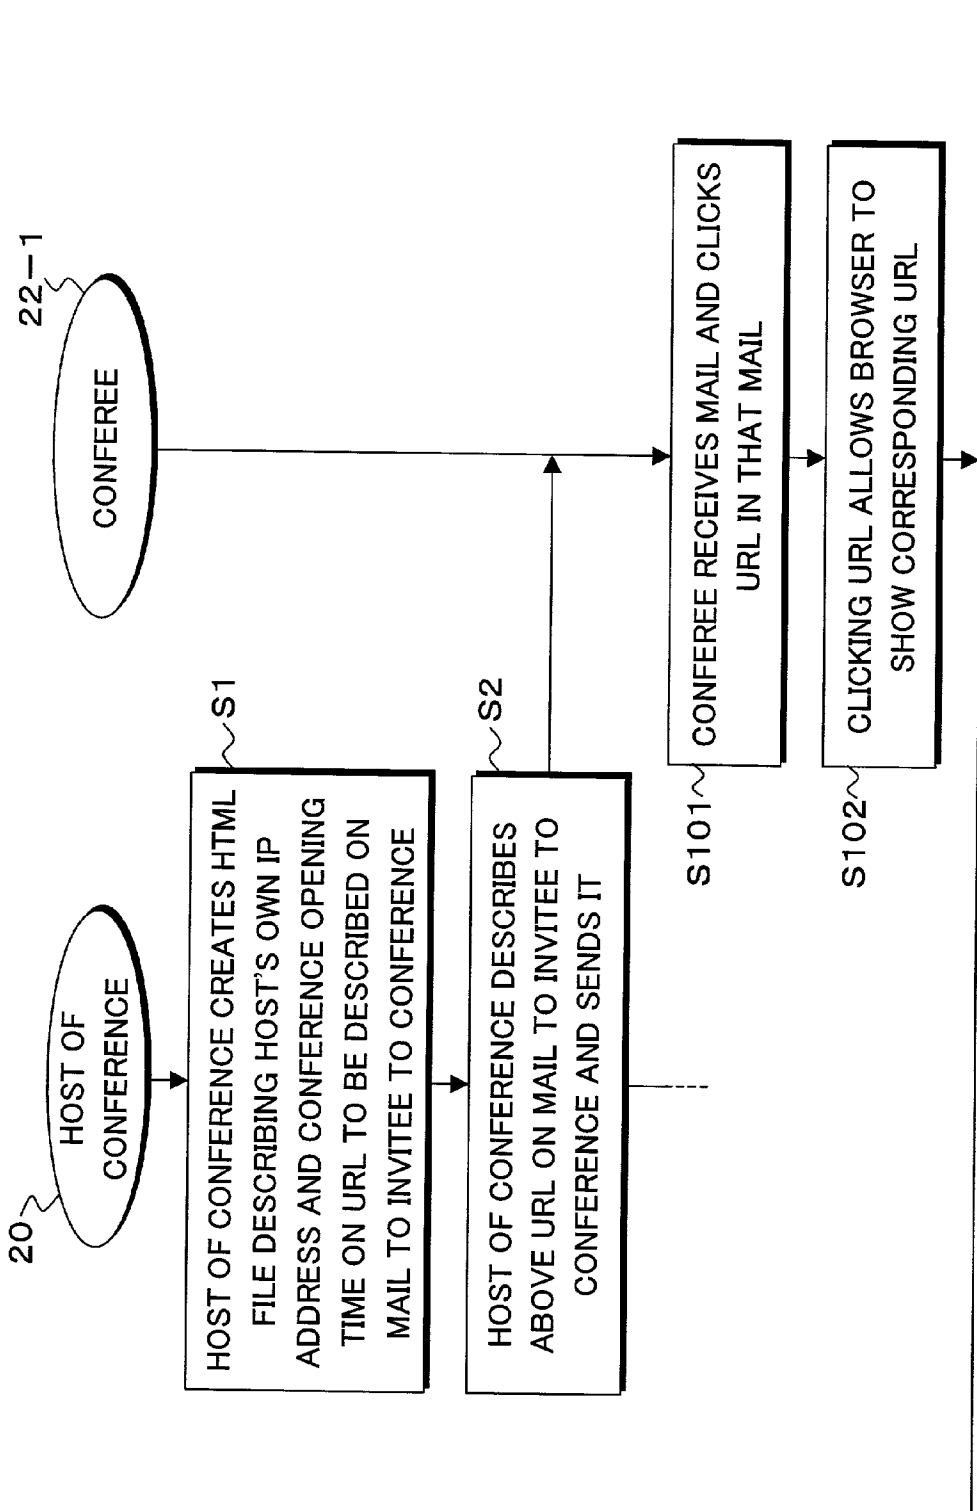 20
HOST OF
CONFERENCE
S1
HOST OF CONFERENCE CREATES HTML
FILE DESCRIBING HOST'S OWN IP
ADDRESS AND CONFERENCE OPENING
TIME ON URL TO BE DESCRIBED ON
MAIL TO INVITEE TO CONFERENCE
S2
HOST OF CONFERENCE DESCRIBES
ABOVE URL ON MAIL TO INVITEE TO
CONFERENCE AND SENDS IT
22-1
CONFEREE
S101
CONFEREE RECEIVES MAIL AND CLICKS
URL IN THAT MAIL
S102
CLICKING URL ALLOWS BROWSER TO
SHOW CORRESPONDING URL